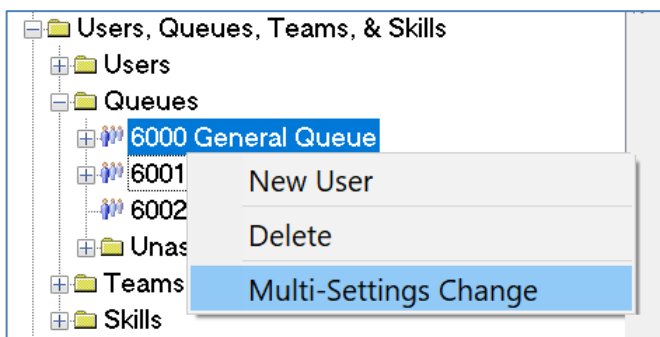 Users, Queues, Teams, & Skills
Users
Queues
6000 General Queue
6001
New User
6002
Delete
Unas
Teams
Multi-Settings Change
Skills